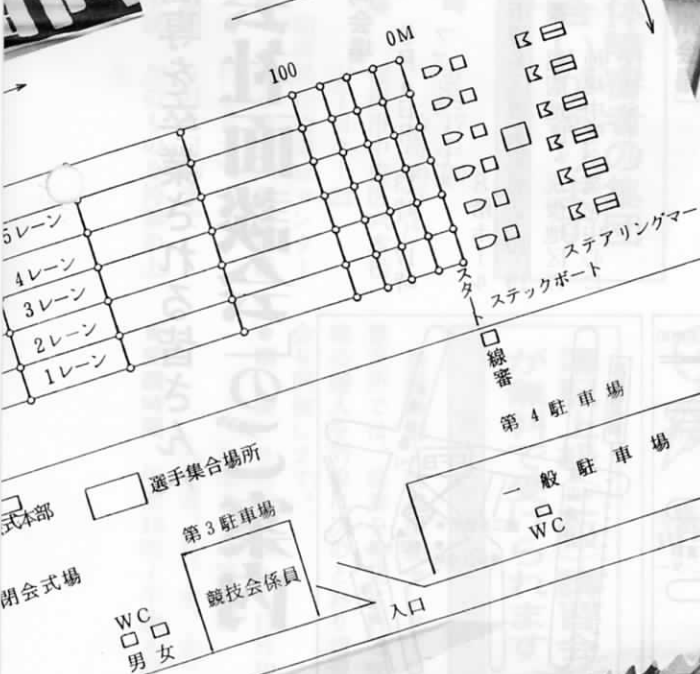 0M
100
5レーン
4レーン
3レーン
2レーン
1レーン
ステアリングマー
ステックボート
スタート
線審
第4駐車場
一般駐車場
WC
選手集合場所
式本部
第3駐車場
競技会係員
閉会式場
入口
WC
男 女